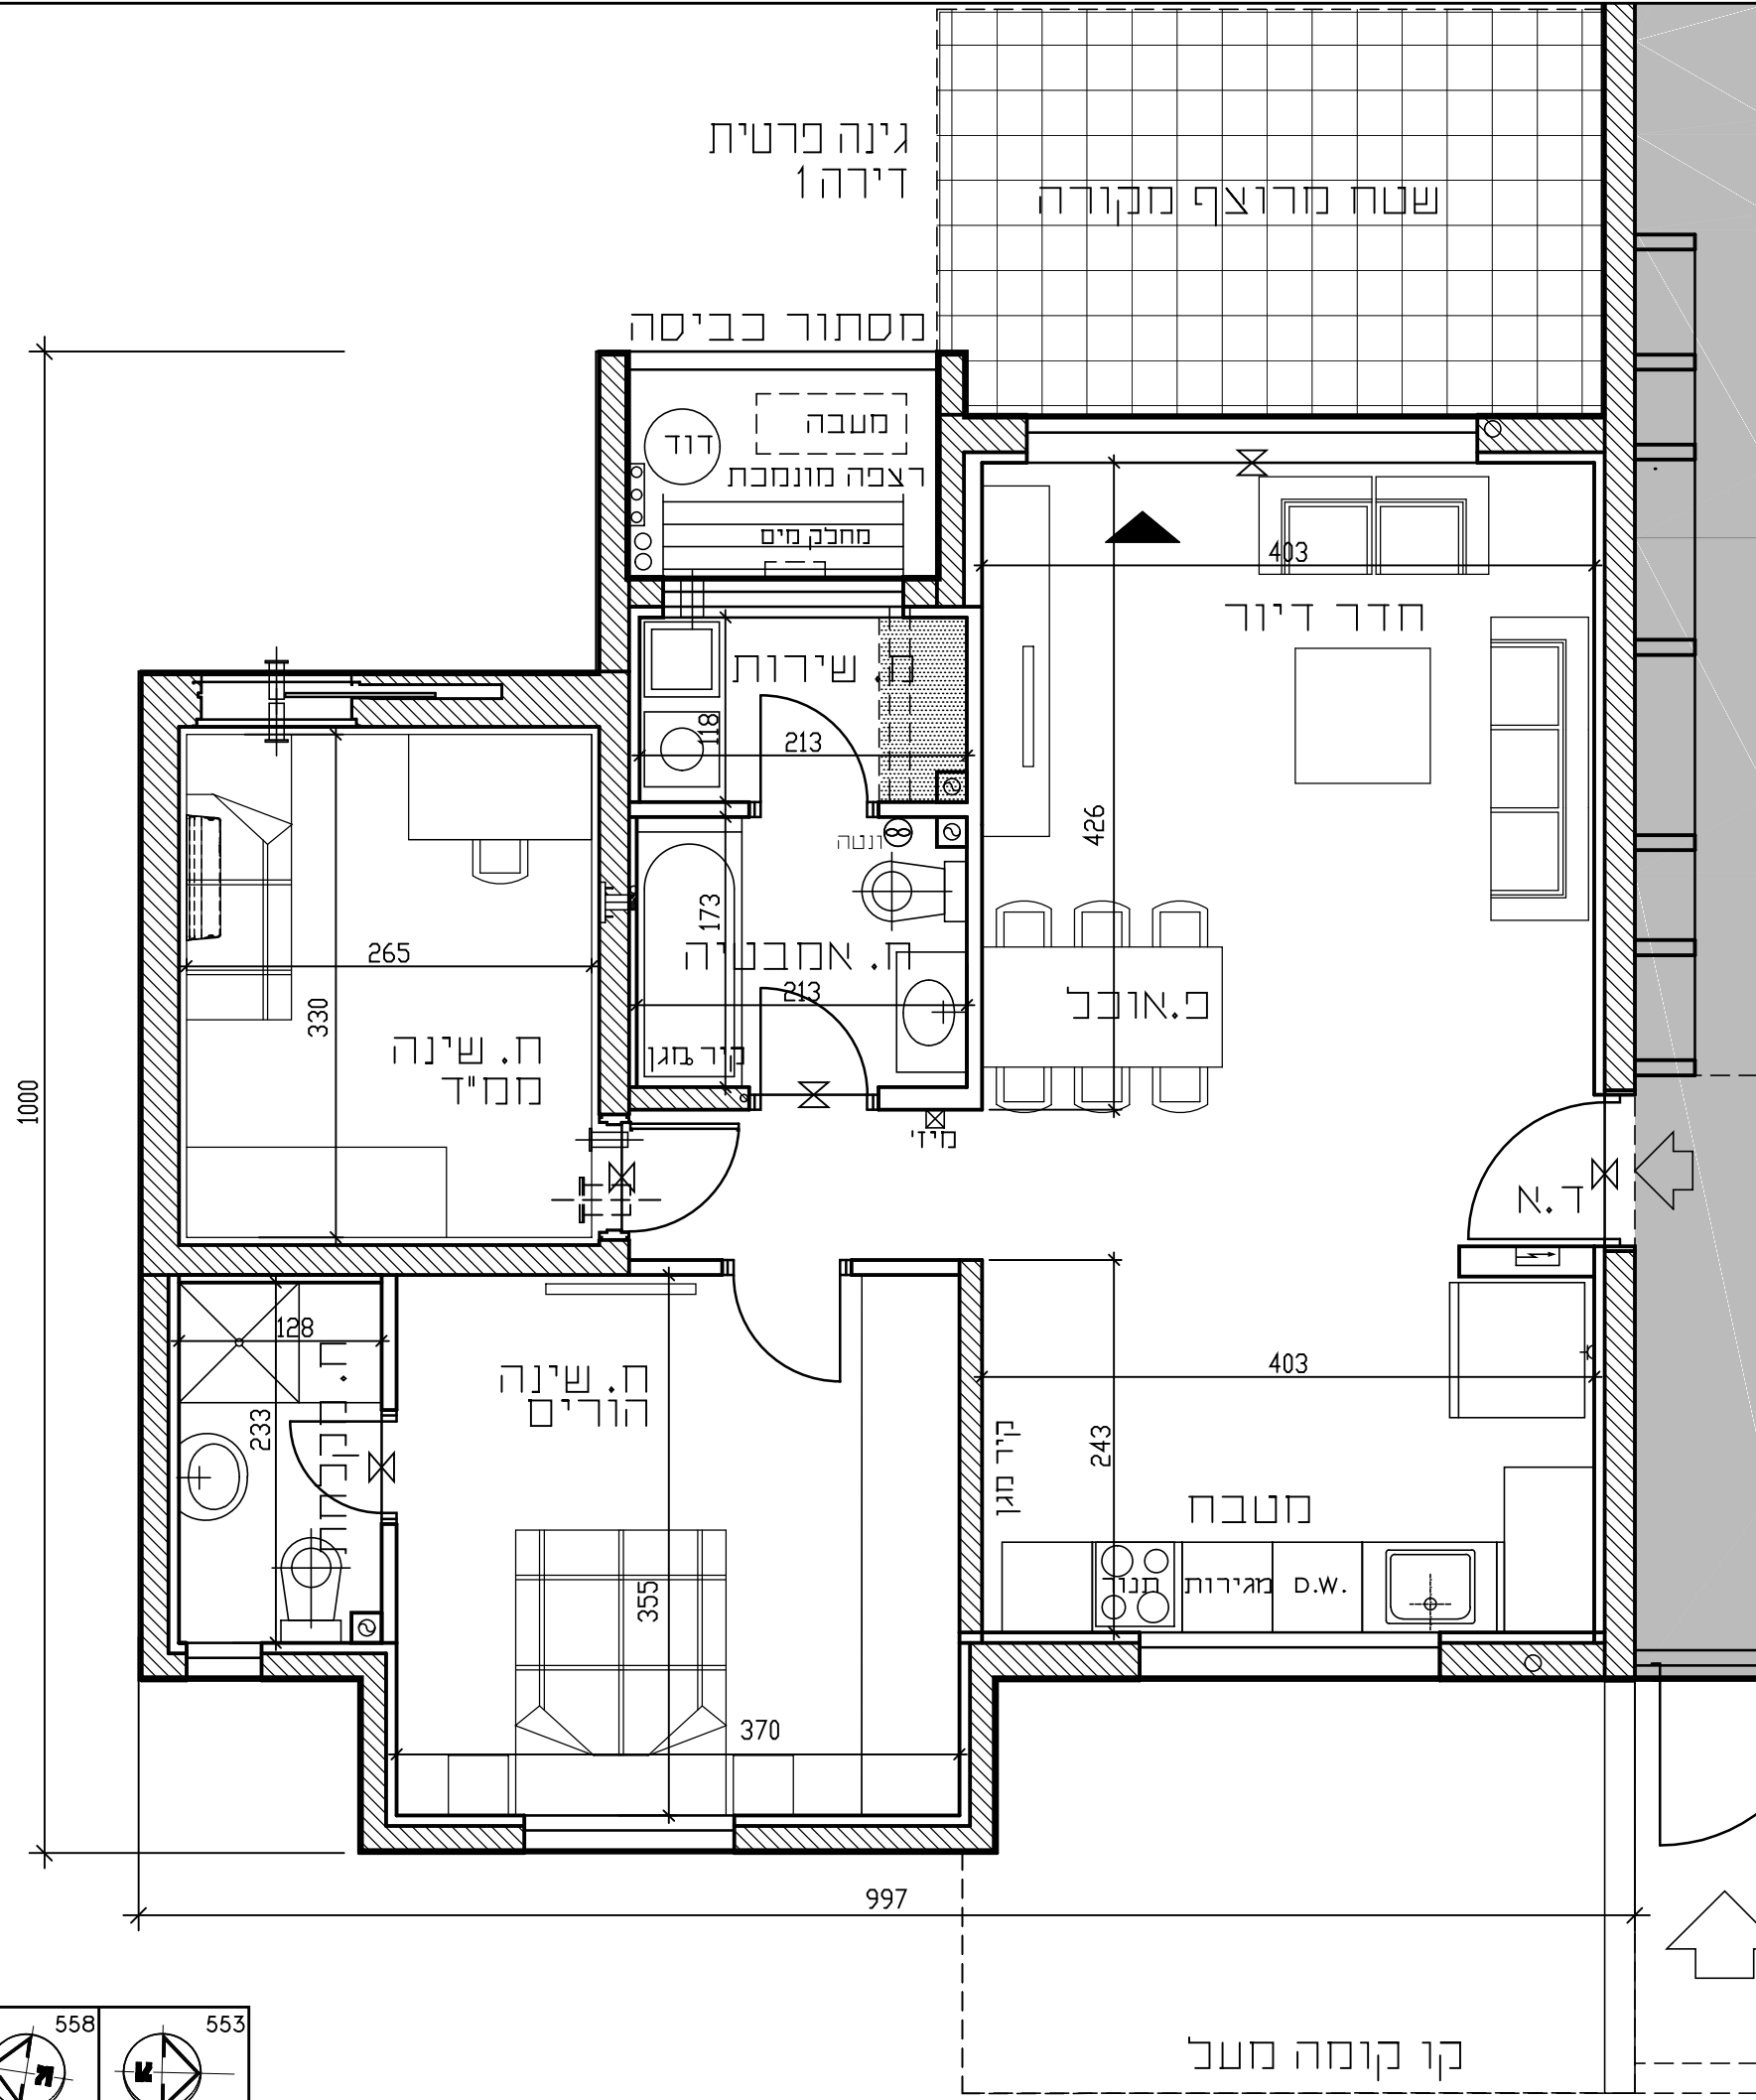 גינה פרטית
דירה 1
שטח מרוצף מקורה
מסתור כביסה
מעבה
דוד
רצפה מונמכת
מחלק מים
403
חדר דיור
ח. שירות
118
213
426
ונטה
173
ח. אמבטיה
213
קיר מגן
פ.אוכל
265
330
ח. שינה
ממ"ד
1000
מיזי
ד.א
128
ח. מקלחת
233
ח. שינה
הורים
403
243
קיר מגן
מטבח
תנור
מגירות
D.W.
355
370
997
קו קומה מעל
558
553